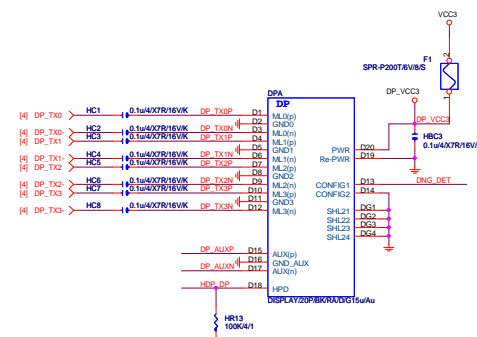 VCC3
F1
SPR-P200T/6V/8/S
2
1
DP_VCC3
DP_VCC3
HBC3
0.1u/4/X7R/16V/
DPA
DP
[4] DP_TX0 HC1 0.1u/4/X7R/16V/K DP_TX0P D1 ML0(p)
D2 GND0
[4] DP_TX0- HC2 0.1u/4/X7R/16V/K DP_TX0N D3 ML0(n)
[4] DP_TX1 HC3 0.1u/4/X7R/16V/K DP_TX1P D4 ML1(p)
D5 GND1
[4] DP_TX1- HC4 0.1u/4/X7R/16V/K DP_TX1N D6 ML1(n)
[4] DP_TX2 HC5 0.1u/4/X7R/16V/K DP_TX2P D7 ML2(p)
D8 GND2
[4] DP_TX2- HC6 0.1u/4/X7R/16V/K DP_TX2N D9 ML2(n)
[4] DP_TX3 HC7 0.1u/4/X7R/16V/K DP_TX3P D10 ML3(p)
D11 GND3
[4] DP_TX3- HC8 0.1u/4/X7R/16V/K DP_TX3N D12 ML3(n)
PWR D20
Re-PWR D19
CONFIG1 D13 DNG_DET
CONFIG2 D14
SHL21 DG1
SHL22 DG2
SHL23 DG3
SHL24 DG4
DP_AUXP D15 AUX(p)
D16 GND_AUX
DP_AUXN D17 AUX(n)
HDP_DP D18 HPD
DISPLAY/20P/BK/RA/D/G15u/Au
HR13
100K/4/1